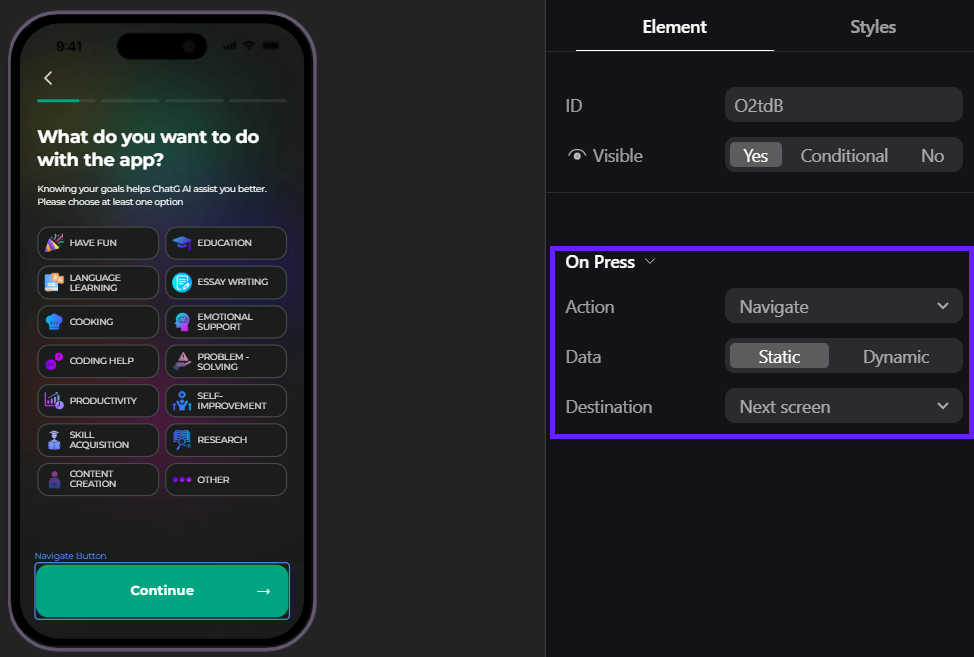 9:41
What do you want to do
with the app?
Knowing your goals helps ChatG AI assist you better.
Please choose at least one option
HAVE FUN
EDUCATION
LANGUAGE
LEARNING
ESSAY WRITING
COOKING
EMOTIONAL
SUPPORT
CODING HELP
PROBLEM -
SOLVING
PRODUCTIVITY
SELF-
IMPROVEMENT
SKILL
ACQUISITION
RESEARCH
CONTENT
CREATION
OTHER
Navigate Button
Continue →
Element Styles
ID O2tdB
Visible Yes Conditional No
On Press
Action Navigate
Data Static Dynamic
Destination Next screen